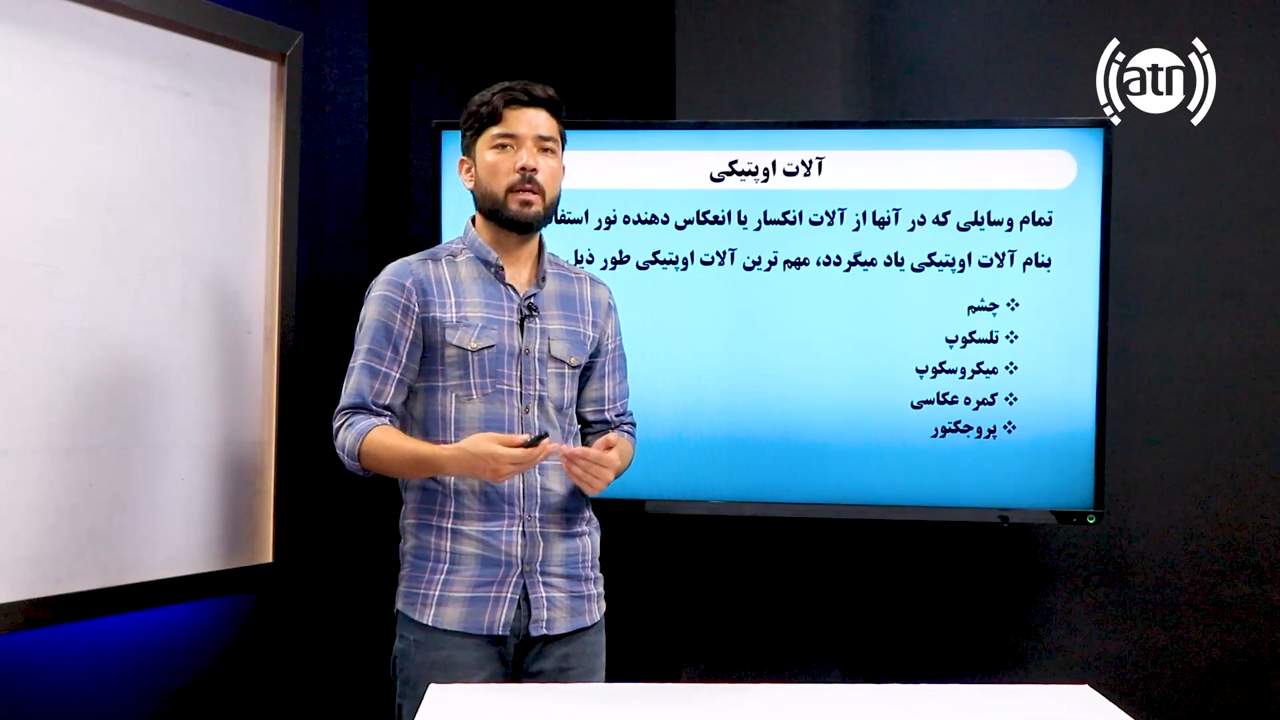 atn
آلات اوپتیکی
تمام وسایلی که در آنها از آلات انکسار یا انعکاس دهنده نور
بنام آلات اوپتیکی یاد میگردد، مهم ترین آلات اوپتیکی طور ذیل
❖ چشم
❖ تلسکوپ
❖ میکروسکوپ
❖ کمره عکاسی
❖ پروجکتور